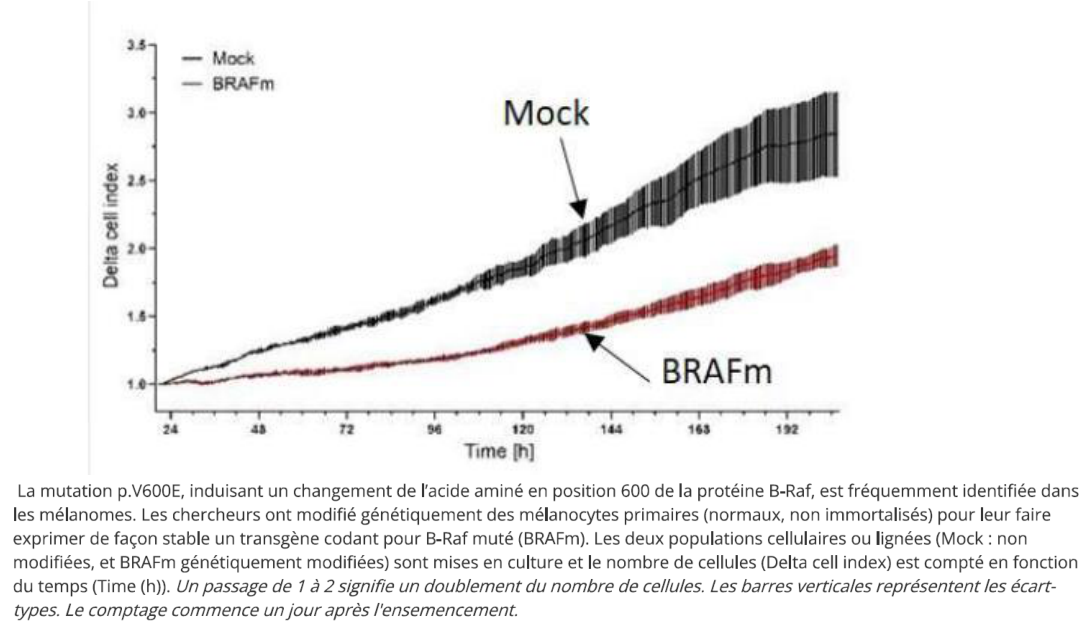 3.5
Mock
BRAFm
3.0
Mock
2.5
Delta cell index
2.0
1.5
BRAFm
1.0
24 48 72 96 120 144 168 192
Time [h]
La mutation p.V600E, induisant un changement de l'acide aminé en position 600 de la protéine B-Raf, est fréquemment identifiée dans
les mélanomes. Les chercheurs ont modifié génétiquement des mélanocytes primaires (normaux, non immortalisés) pour leur faire
exprimer de façon stable un transgène codant pour B-Raf muté (BRAFm). Les deux populations cellulaires ou lignées (Mock : non
modifiées, et BRAFm génétiquement modifiées) sont mises en culture et le nombre de cellules (Delta cell index) est compté en fonction
du temps (Time (h)). Un passage de 1 à 2 signifie un doublement du nombre de cellules. Les barres verticales représentent les écart-
types. Le comptage commence un jour après l'ensemencement.